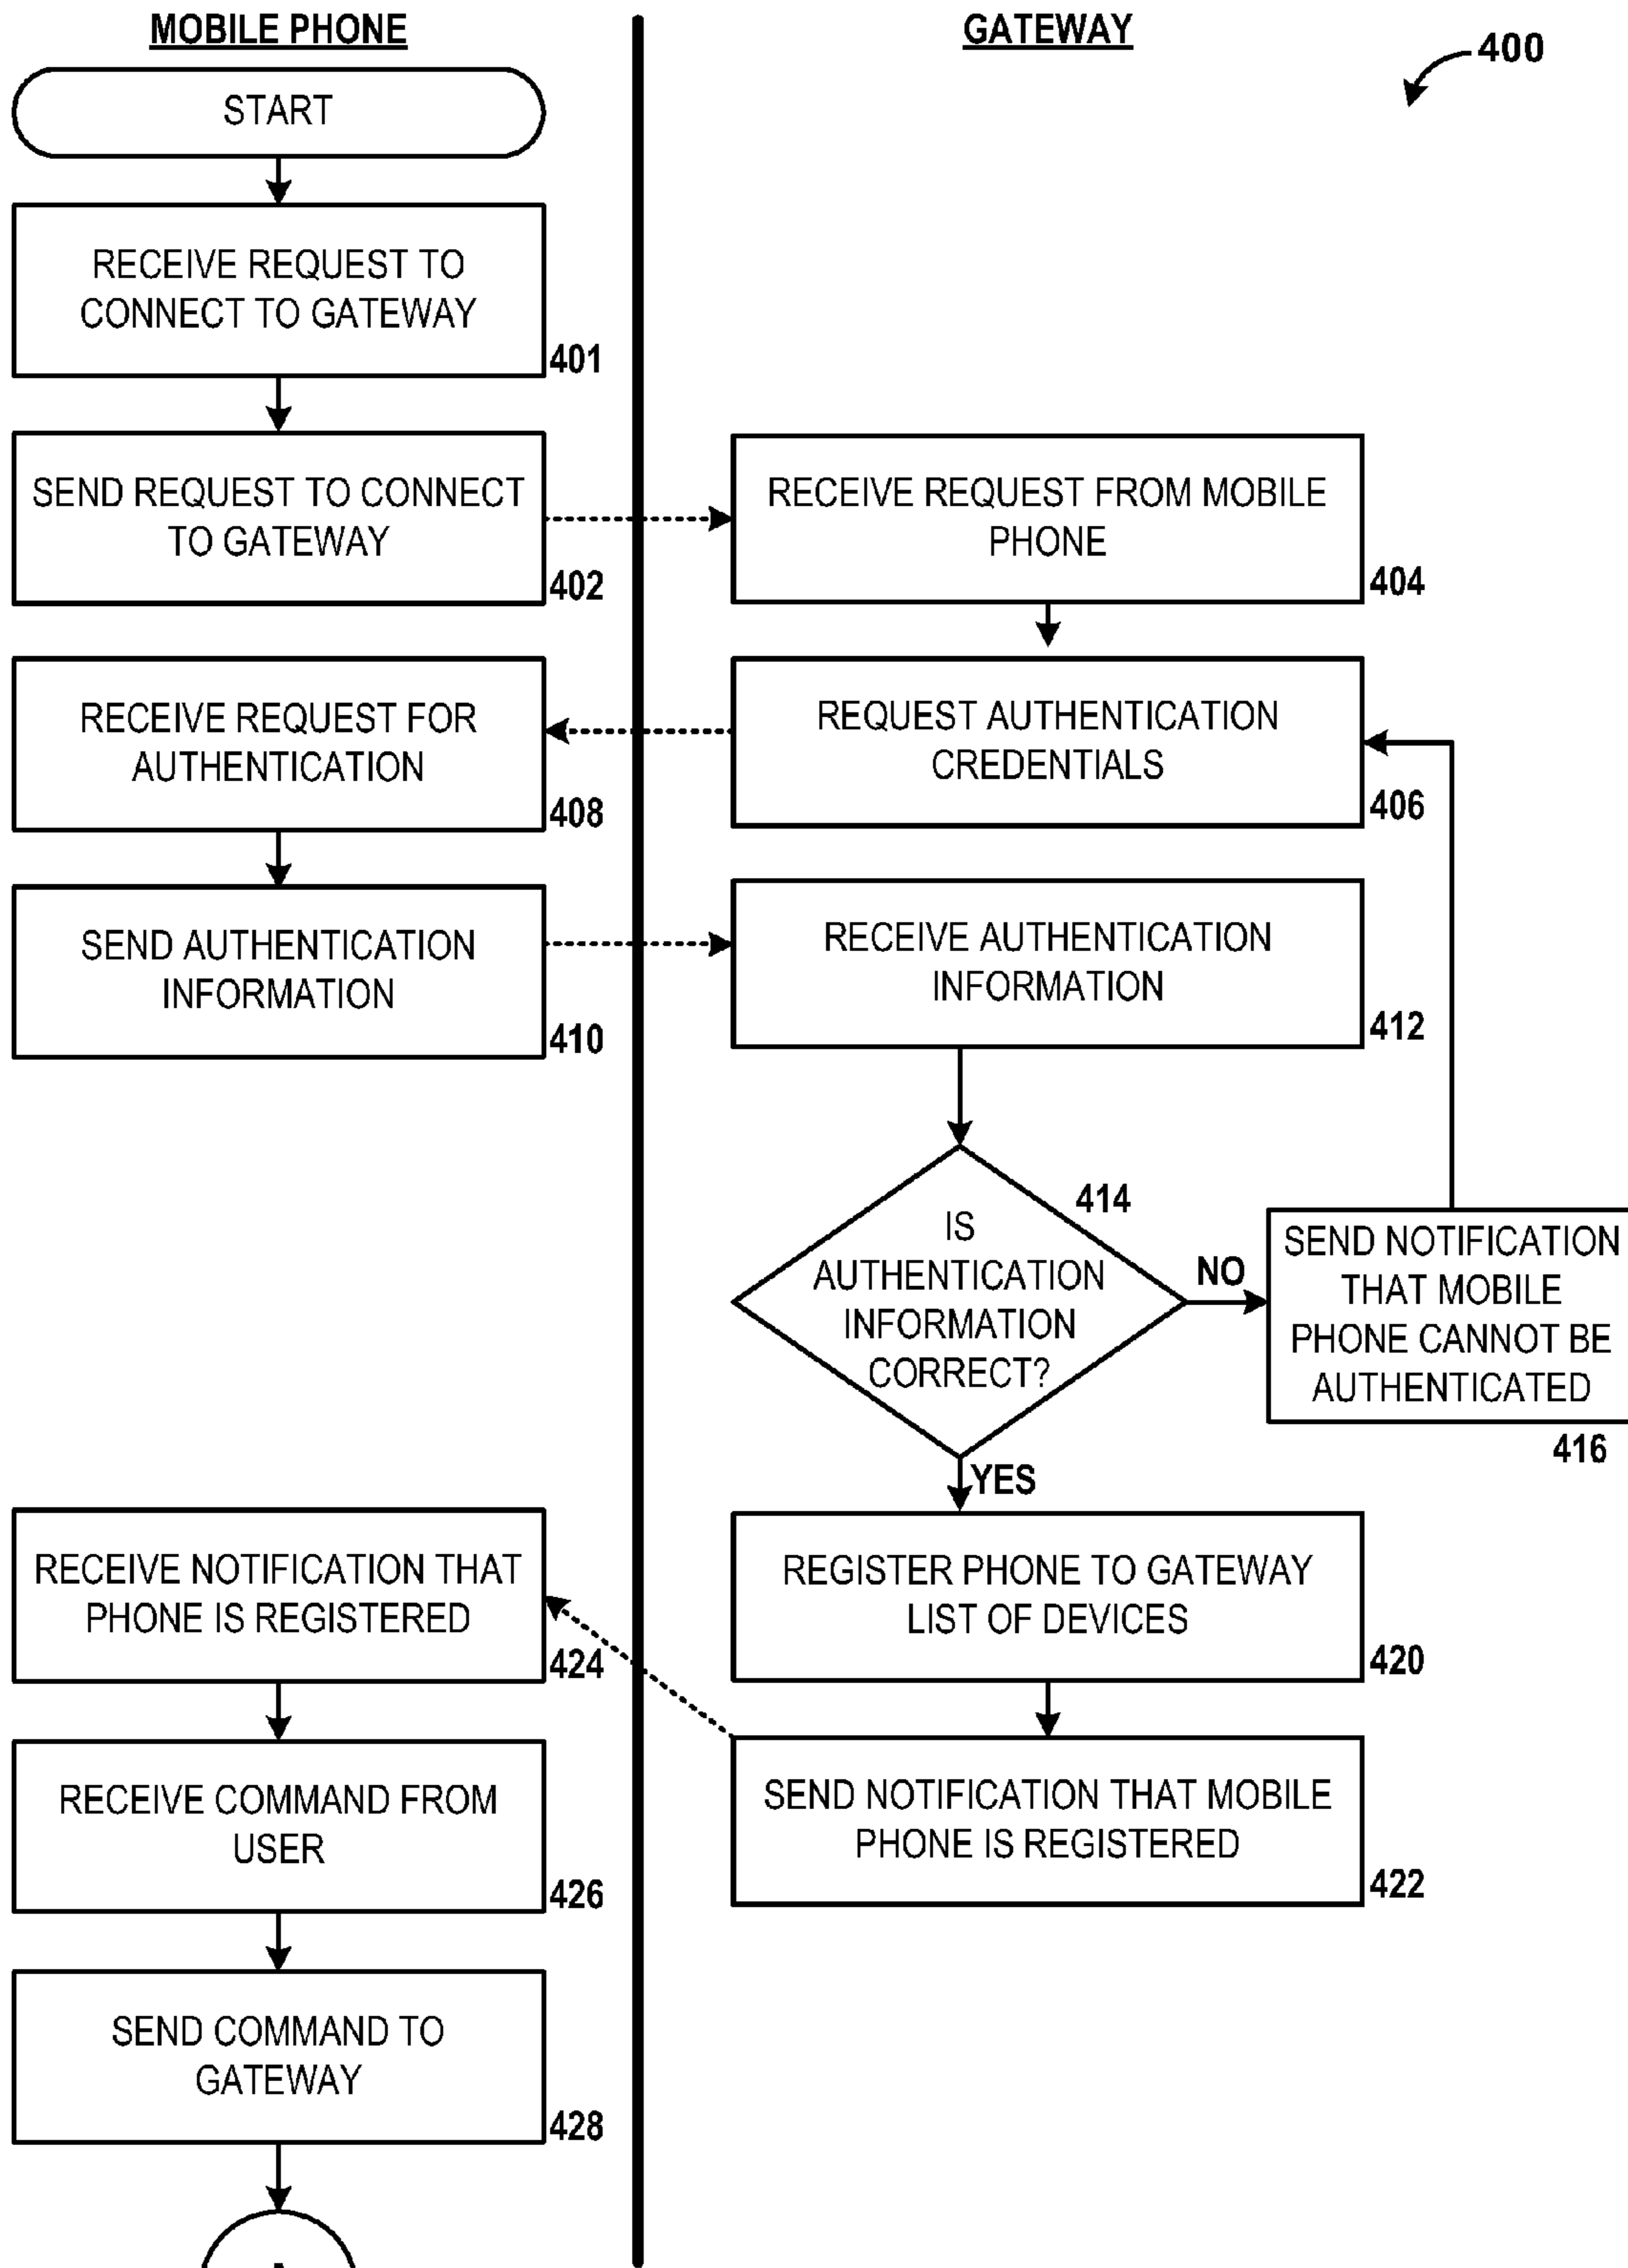 MOBILE PHONE
GATEWAY
400
START
RECEIVE REQUEST TO
CONNECT TO GATEWAY
401
SEND REQUEST TO CONNECT
TO GATEWAY
402
RECEIVE REQUEST FROM MOBILE
PHONE
404
REQUEST AUTHENTICATION
CREDENTIALS
406
RECEIVE REQUEST FOR
AUTHENTICATION
408
SEND AUTHENTICATION
INFORMATION
410
RECEIVE AUTHENTICATION
INFORMATION
412
414
IS
AUTHENTICATION
INFORMATION
CORRECT?
NO
SEND NOTIFICATION
THAT MOBILE
PHONE CANNOT BE
AUTHENTICATED
416
YES
REGISTER PHONE TO GATEWAY
LIST OF DEVICES
420
SEND NOTIFICATION THAT MOBILE
PHONE IS REGISTERED
422
RECEIVE NOTIFICATION THAT
PHONE IS REGISTERED
424
RECEIVE COMMAND FROM
USER
426
SEND COMMAND TO
GATEWAY
428